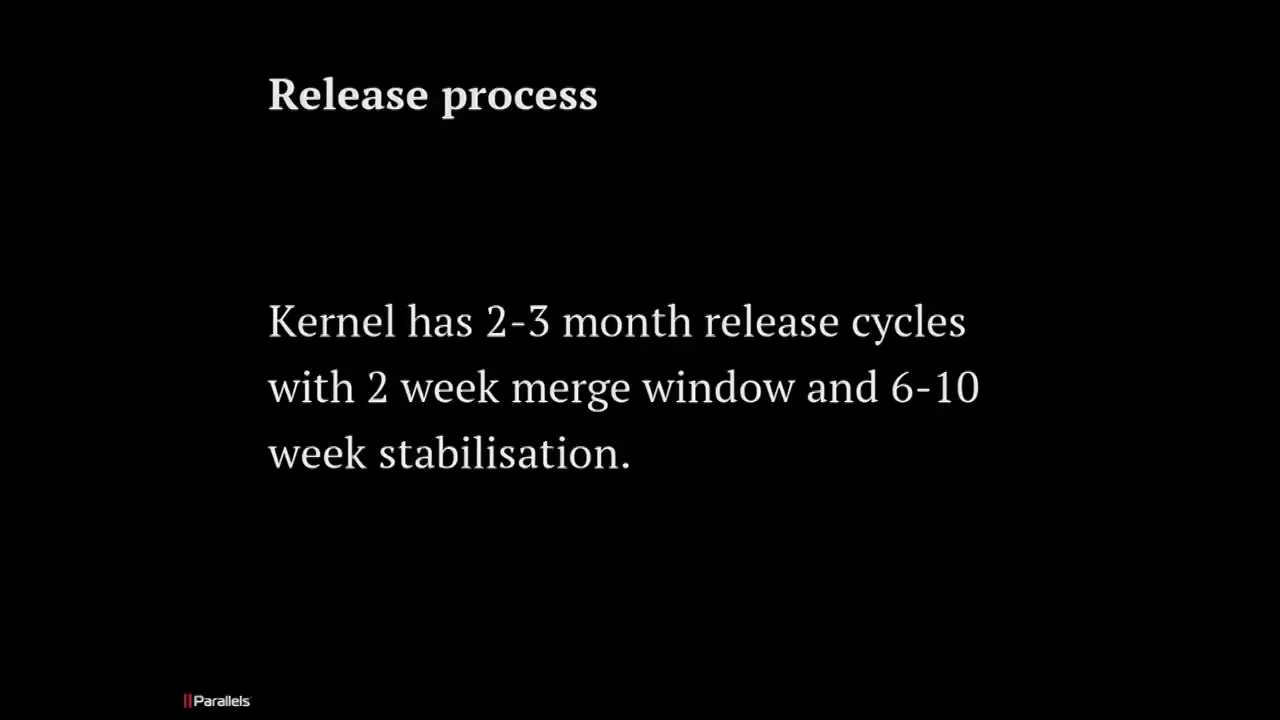 Release process
Kernel has 2-3 month release cycles
with 2 week merge window and 6-10
week stabilisation.
Parallels